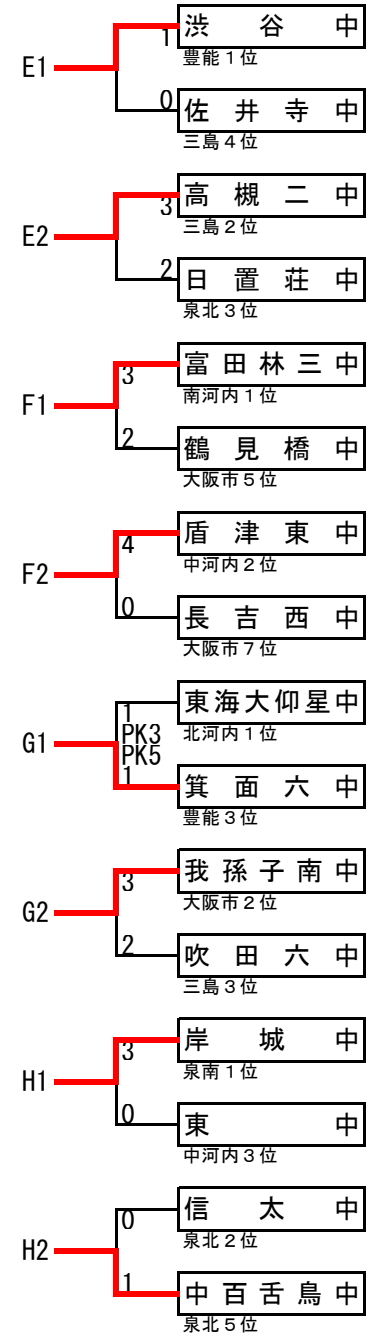 1
渋谷中
豊能１位
E1
0
佐井寺中
三島４位
3
高槻二中
三島２位
E2
2
日置荘中
泉北３位
3
富田林三中
南河内１位
F1
2
鶴見橋中
大阪市５位
4
盾津東中
中河内２位
F2
0
長吉西中
大阪市７位
1
東海大仰星中
北河内１位
PK3
G1
PK5
1
箕面六中
豊能３位
3
我孫子南中
大阪市２位
G2
2
吹田六中
三島３位
3
岸城中
泉南１位
H1
0
東中
中河内３位
0
信太中
泉北２位
H2
1
中百舌鳥中
泉北５位